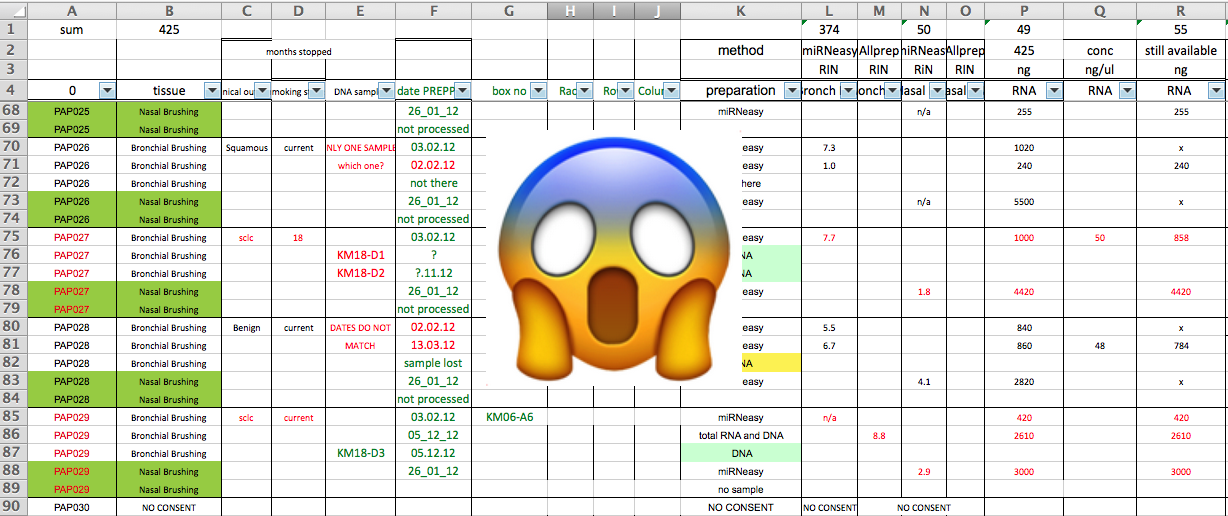 A B C D E F G H I J K L M N O P Q R
1 sum 425 374 50 49 55
2 months stopped method miRNeasy Allprep Allprep 425 conc still available
3 RIN RIN RiN RIN ng ng/ul ng
4 0 tissue DNA date PREPP box no preparation RNA RNA RNA
68 PAP025 Nasal Brushing 26_01_12 miRNeasy n/a 255 255
69 PAP025 Nasal Brushing not processed
70 PAP026 Bronchial Brushing Squamous current NLY ONE SAMPLE 03.02.12 easy 7.3 1020 x
71 PAP026 Bronchial Brushing which one? 02.02.12 easy 1.0 240 240
72 PAP026 Bronchial Brushing not there here
73 PAP026 Nasal Brushing 26_01_12 easy n/a 5500 x
74 PAP026 Nasal Brushing not processed
75 PAP027 Bronchial Brushing sclc 18 03.02.12 easy 7.7 1000 50 858
76 PAP027 Bronchial Brushing KM18-D1 ? NA
77 PAP027 Bronchial Brushing KM18-D2 ?.11.12 NA
78 PAP027 Nasal Brushing 26_01_12 easy 1.8 4420 4420
79 PAP027 Nasal Brushing not processed
80 PAP028 Bronchial Brushing Benign current DATES DO NOT 02.02.12 easy 5.5 840 x
81 PAP028 Bronchial Brushing MATCH 13.03.12 easy 6.7 860 48 784
82 PAP028 Bronchial Brushing sample lost NA
83 PAP028 Nasal Brushing 26_01_12 easy 4.1 2820 x
84 PAP028 Nasal Brushing not processed
85 PAP029 Bronchial Brushing sclc current 03.02.12 KM06-A6 miRNeasy n/a 420 420
86 PAP029 Bronchial Brushing 05_12_12 total RNA and DNA 8.8 2610 2610
87 PAP029 Bronchial Brushing KM18-D3 05.12.12 DNA
88 PAP029 Nasal Brushing 26_01_12 miRNeasy 2.9 3000 3000
89 PAP029 Nasal Brushing no sample
90 PAP030 NO CONSENT NO CONSENT NO CONSENT NO CONSENT